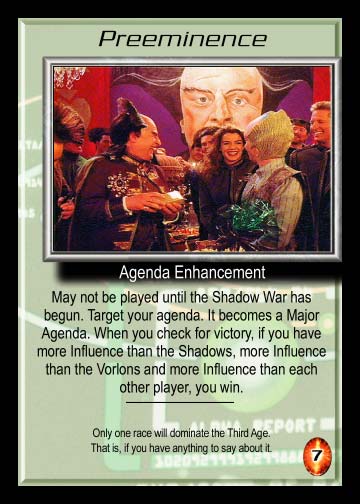 Preeminence
Agenda Enhancement
May not be played until the Shadow War has
begun. Target your agenda. It becomes a Major
Agenda. When you check for victory, if you have
more Influence than the Shadows, more Influence
than the Vorlons and more Influence than each
other player, you win.
Only one race will dominate the Third Age.
That is, if you have anything to say about it.
7